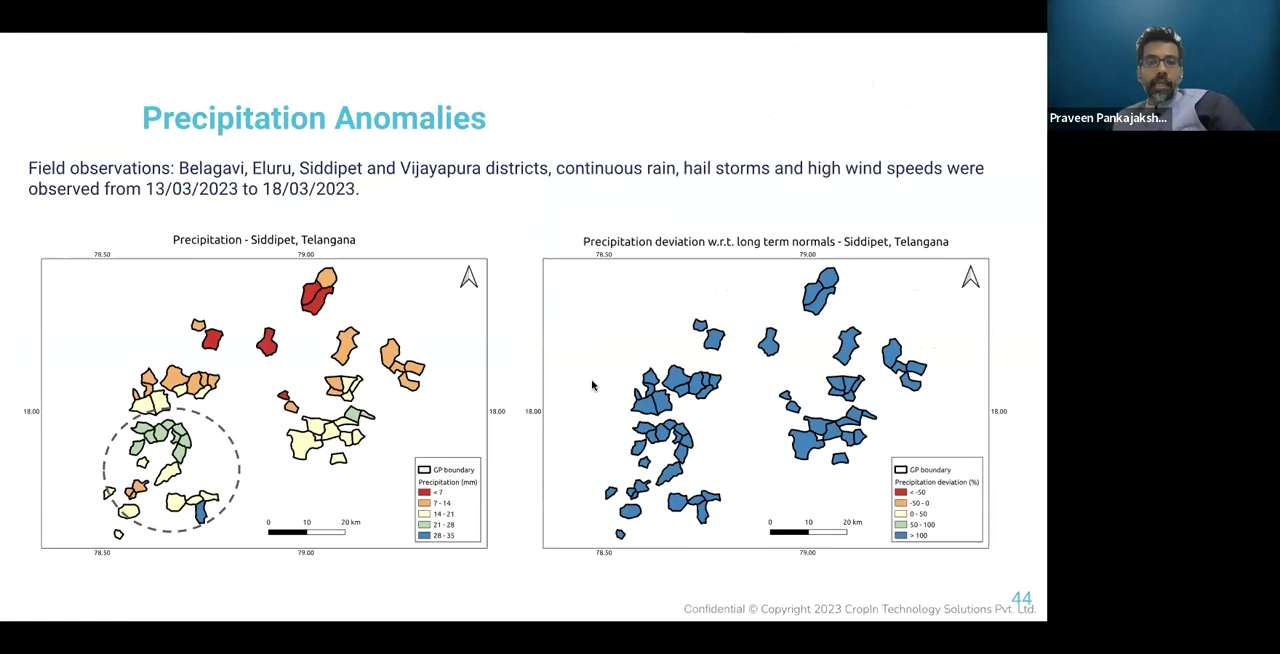 Praveen Pankajaksh...
Precipitation Anomalies
Field observations: Belagavi, Eluru, Siddipet and Vijayapura districts, continuous rain, hail storms and high wind speeds were
observed from 13/03/2023 to 18/03/2023.
Precipitation - Siddipet, Telangana
78.50
79.00
18.00
18.00
GP boundary
Precipitation (mm)
< 7
7 - 14
14 - 21
21 - 28
28 - 35
0
10
20 km
78.50
79.00
Precipitation deviation w.r.t. long term normals - Siddipet, Telangana
78.50
79.00
18.00
18.00
GP boundary
Precipitation deviation (%)
< -50
-50 - 0
0 - 50
50 - 100
> 100
0
10
20 km
78.50
79.00
44
Confidential © Copyright 2023 CropIn Technology Solutions Pvt. Ltd.